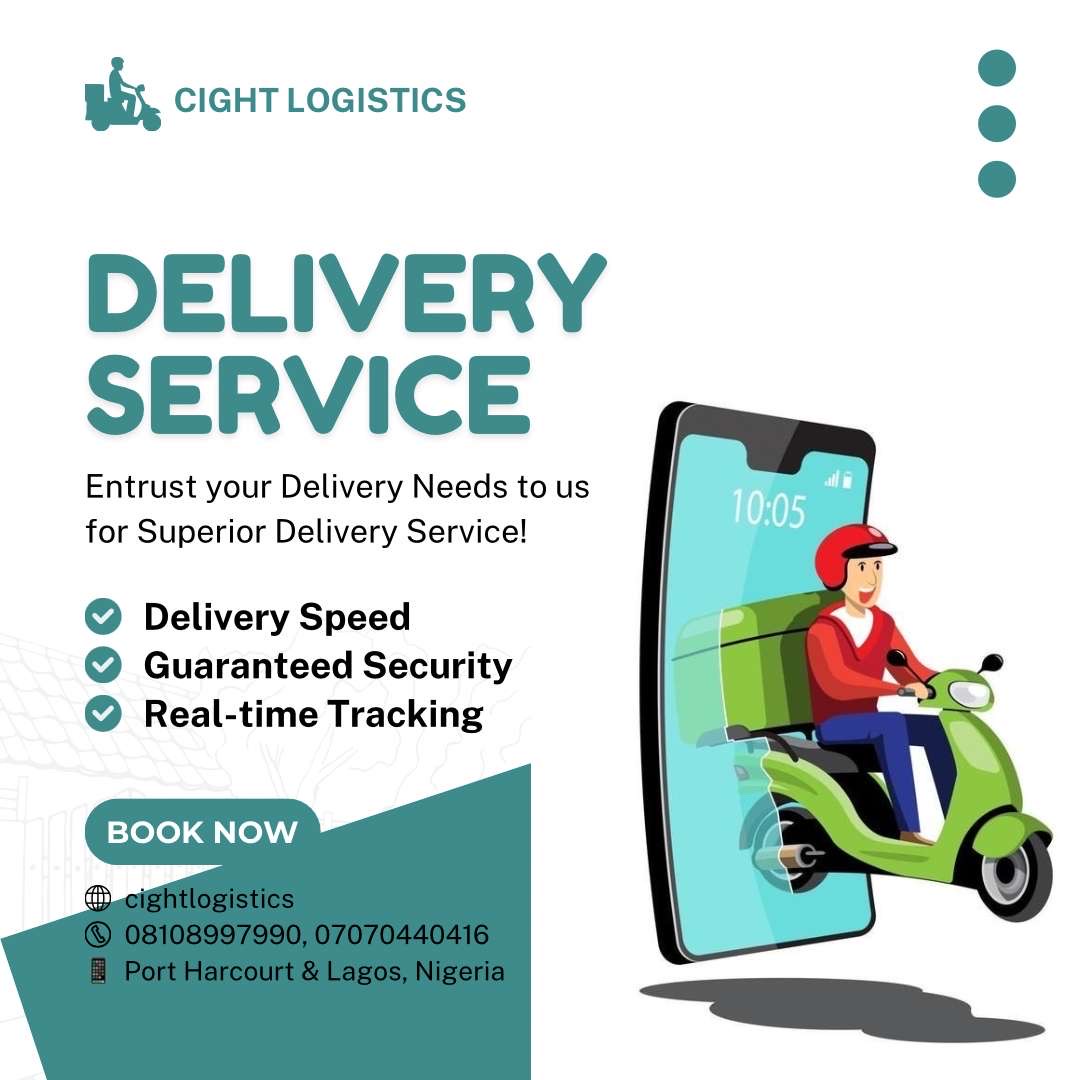 CIGHT LOGISTICS
DELIVERY
SERVICE
Entrust your Delivery Needs to us
for Superior Delivery Service!
Delivery Speed
Guaranteed Security
Real-time Tracking
10:05
BOOK NOW
cightlogistics
08108997990, 07070440416
Port Harcourt & Lagos, Nigeria